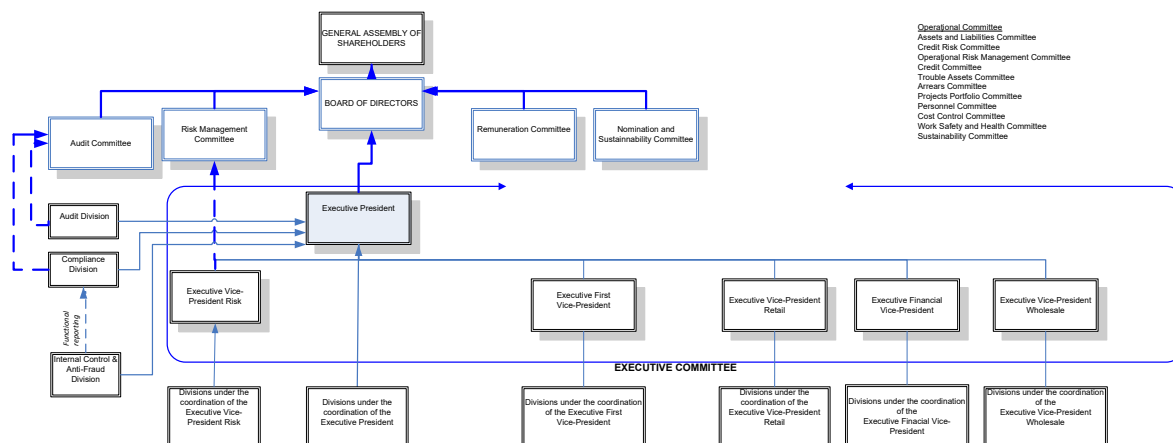 GENERAL ASSEMBLY OF
SHAREHOLDERS
Operational Committee
Assets and Liabilities Committee
Credit Risk Committee
Operational Risk Management Committee
Credit Committee
Trouble Assets Committee
Arrears Committee
Projects Portfolio Committee
Personnel Committee
Cost Control Committee
Work Safety and Health Committee
Sustainability Committee
BOARD OF DIRECTORS
Audit Committee
Risk Management
Committee
Remuneration Committee
Nomination and
Sustainnability Committee
Audit Division
Executive President
Compliance
Division
Executive Vice-
President Risk
Executive First
Vice-President
Executive Vice-President
Retail
Executive Financial
Vice-President
Executive Vice-President
Wholesale
Functional
reporting
Internal Control &
Anti-Fraud
Division
EXECUTIVE COMMITTEE
Divisions under the
coordination of the
Executive Vice-
President Risk
Divisions under the
coordination of the
Executive President
Divisions under the coordination
of the Executive First
Vice-President
Divisions under the
coordination of the
Executive Vice-President
Retail
Divisions under the coordination
of the
Executive Finacial Vice-
President
Divisions under the
coordination of the
Executive Vice-President
Wholesale